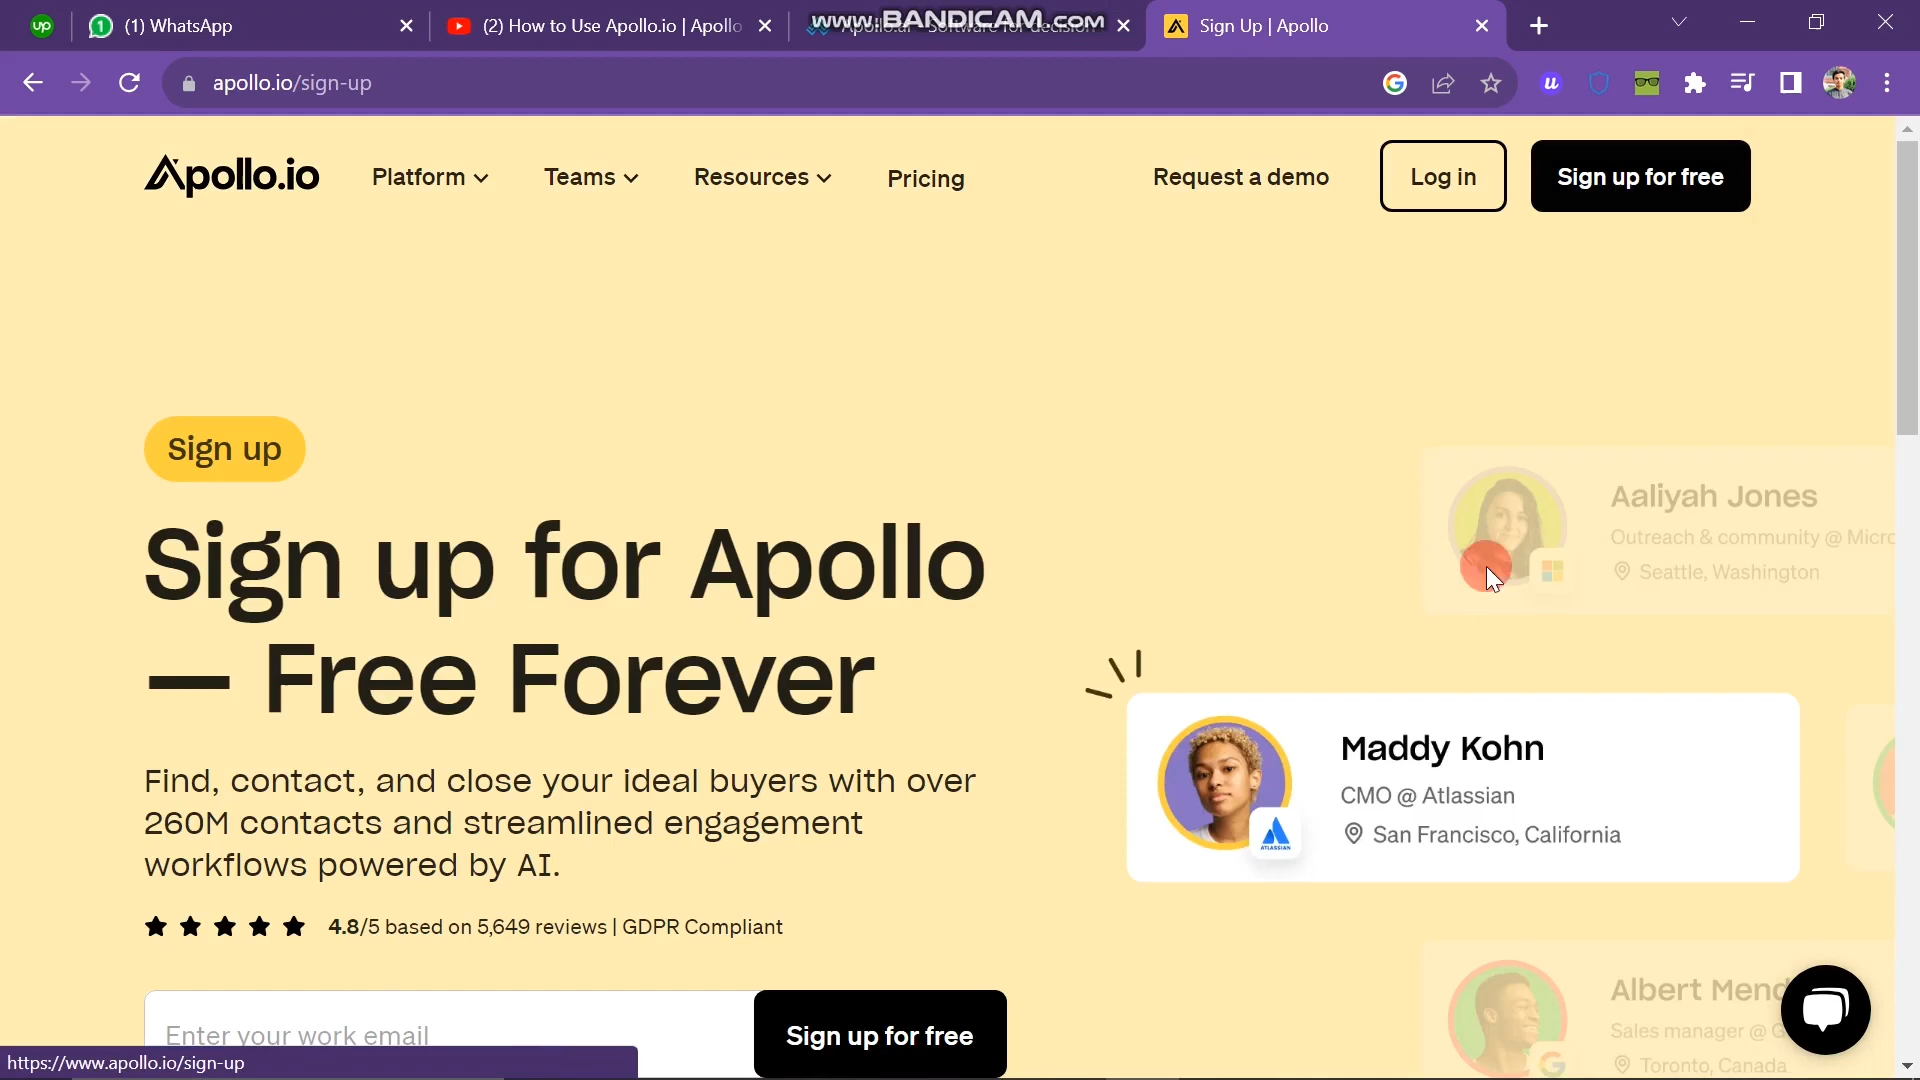 up
(1) WhatsApp
(2) How to Use Apollo.io | Apollo
www.BANDICAM.com
Sign Up | Apollo
apollo.io/sign-up
Apollo.io
Platform
Teams
Resources
Pricing
Request a demo
Log in
Sign up for free
Sign up
Sign up for Apollo
— Free Forever
Find, contact, and close your ideal buyers with over
260M contacts and streamlined engagement
workflows powered by AI.
4.8/5 based on 5,649 reviews | GDPR Compliant
Enter your work email
Sign up for free
Aaliyah Jones
Outreach & community @ Micro
Seattle, Washington
Maddy Kohn
CMO @ Atlassian
San Francisco, California
ATLASSIAN
Albert Mend
Sales manager @ G
Toronto, Canada
https://www.apollo.io/sign-up